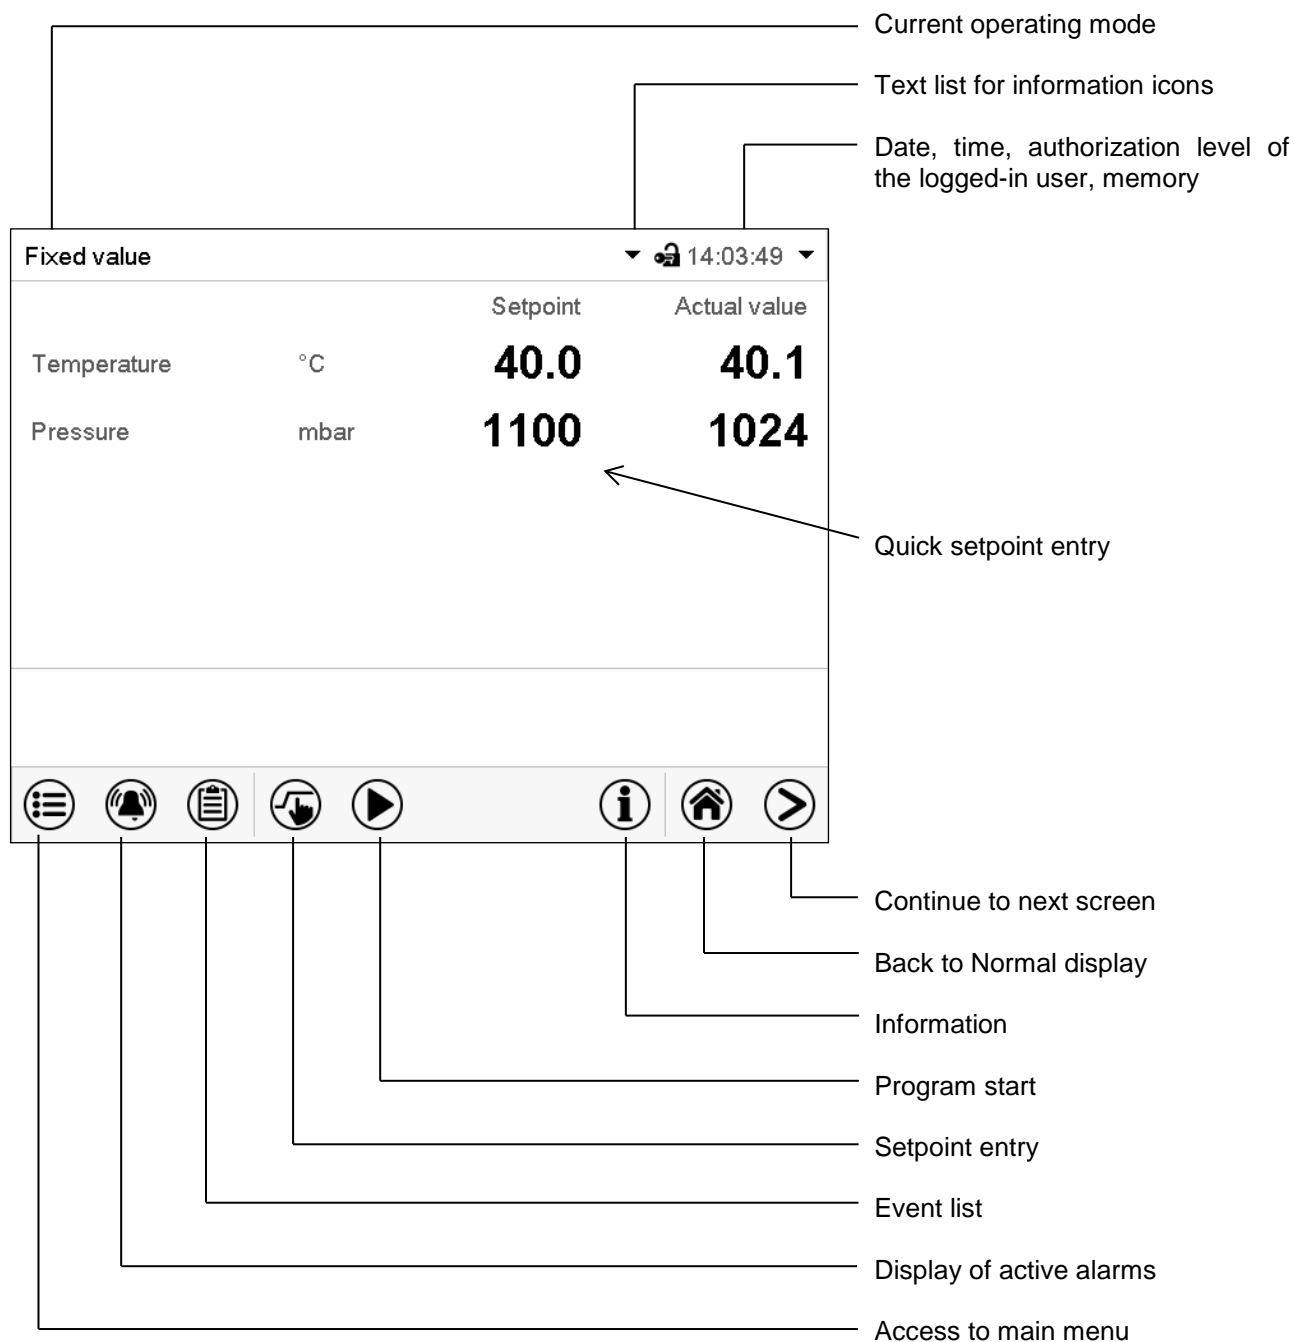 Current operating mode
Text list for information icons
Date, time, authorization level of
the logged-in user, memory
Fixed value
14:03:49
Setpoint Actual value
Temperature °C 40.0 40.1
Pressure mbar 1100 1024
Quick setpoint entry
Continue to next screen
Back to Normal display
Information
Program start
Setpoint entry
Event list
Display of active alarms
Access to main menu